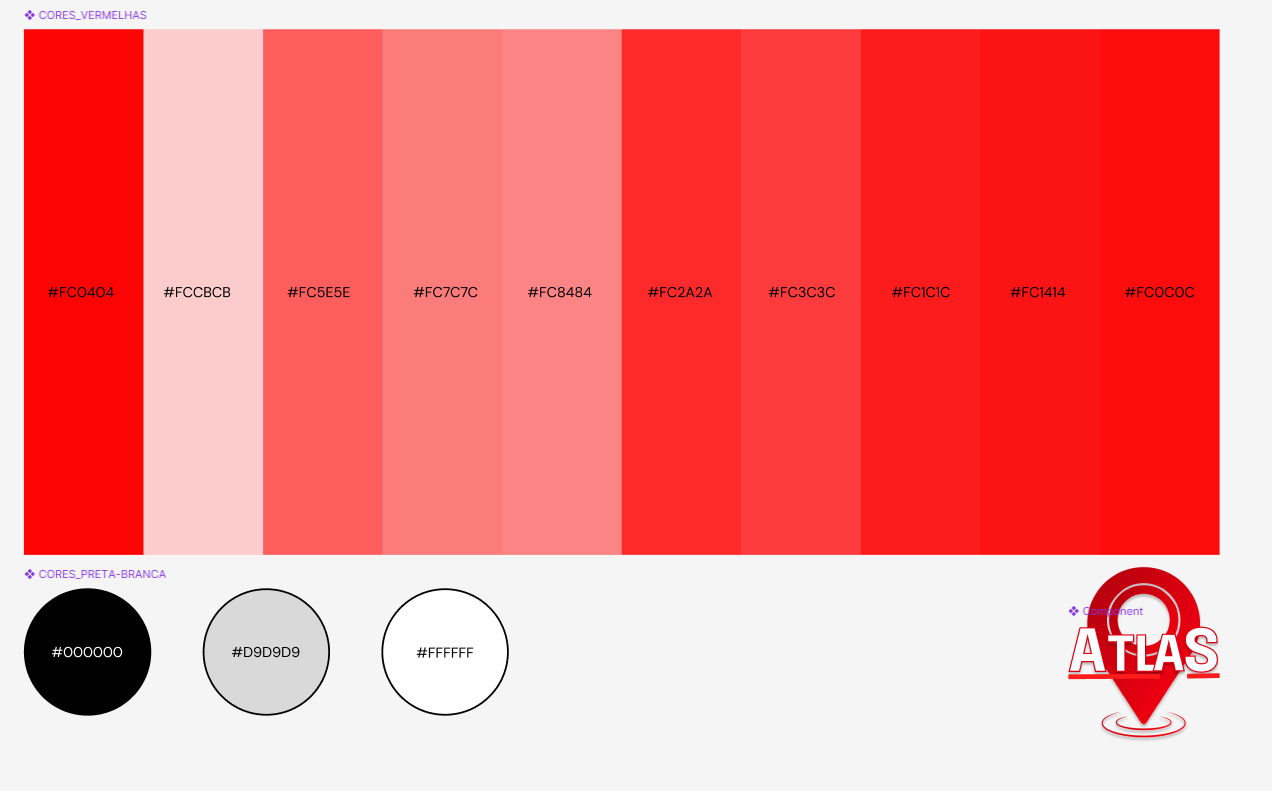 CORES_VERMELHAS
#FC0404 #FCCBCB #FC5E5E #FC7C7C #FC8484 #FC2A2A #FC3C3C #FC1C1C #FC1414 #FC0C0C
CORES_PRETA-BRANCA
#000000 #D9D9D9 #FFFFFF
Component
ATLAS